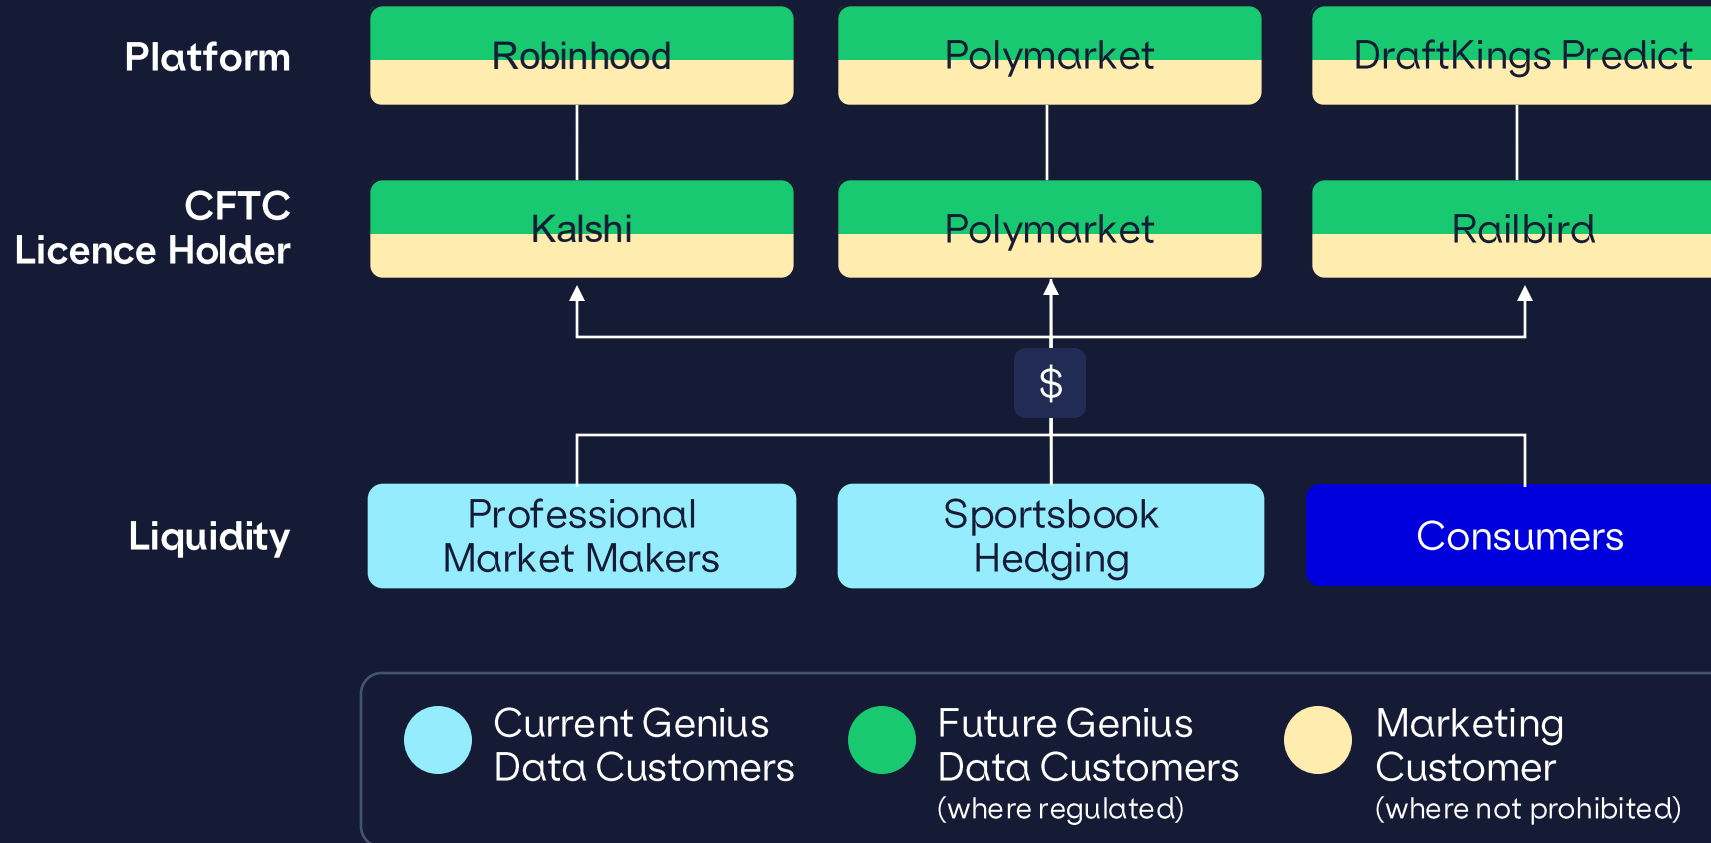 Platform
Robinhood
Polymarket
DraftKings Predict
CFTC
Licence Holder
Kalshi
Polymarket
Railbird
$
Liquidity
Professional
Market Makers
Sportsbook
Hedging
Consumers
Current Genius
Data Customers
Future Genius
Data Customers
(where regulated)
Marketing
Customer
(where not prohibited)